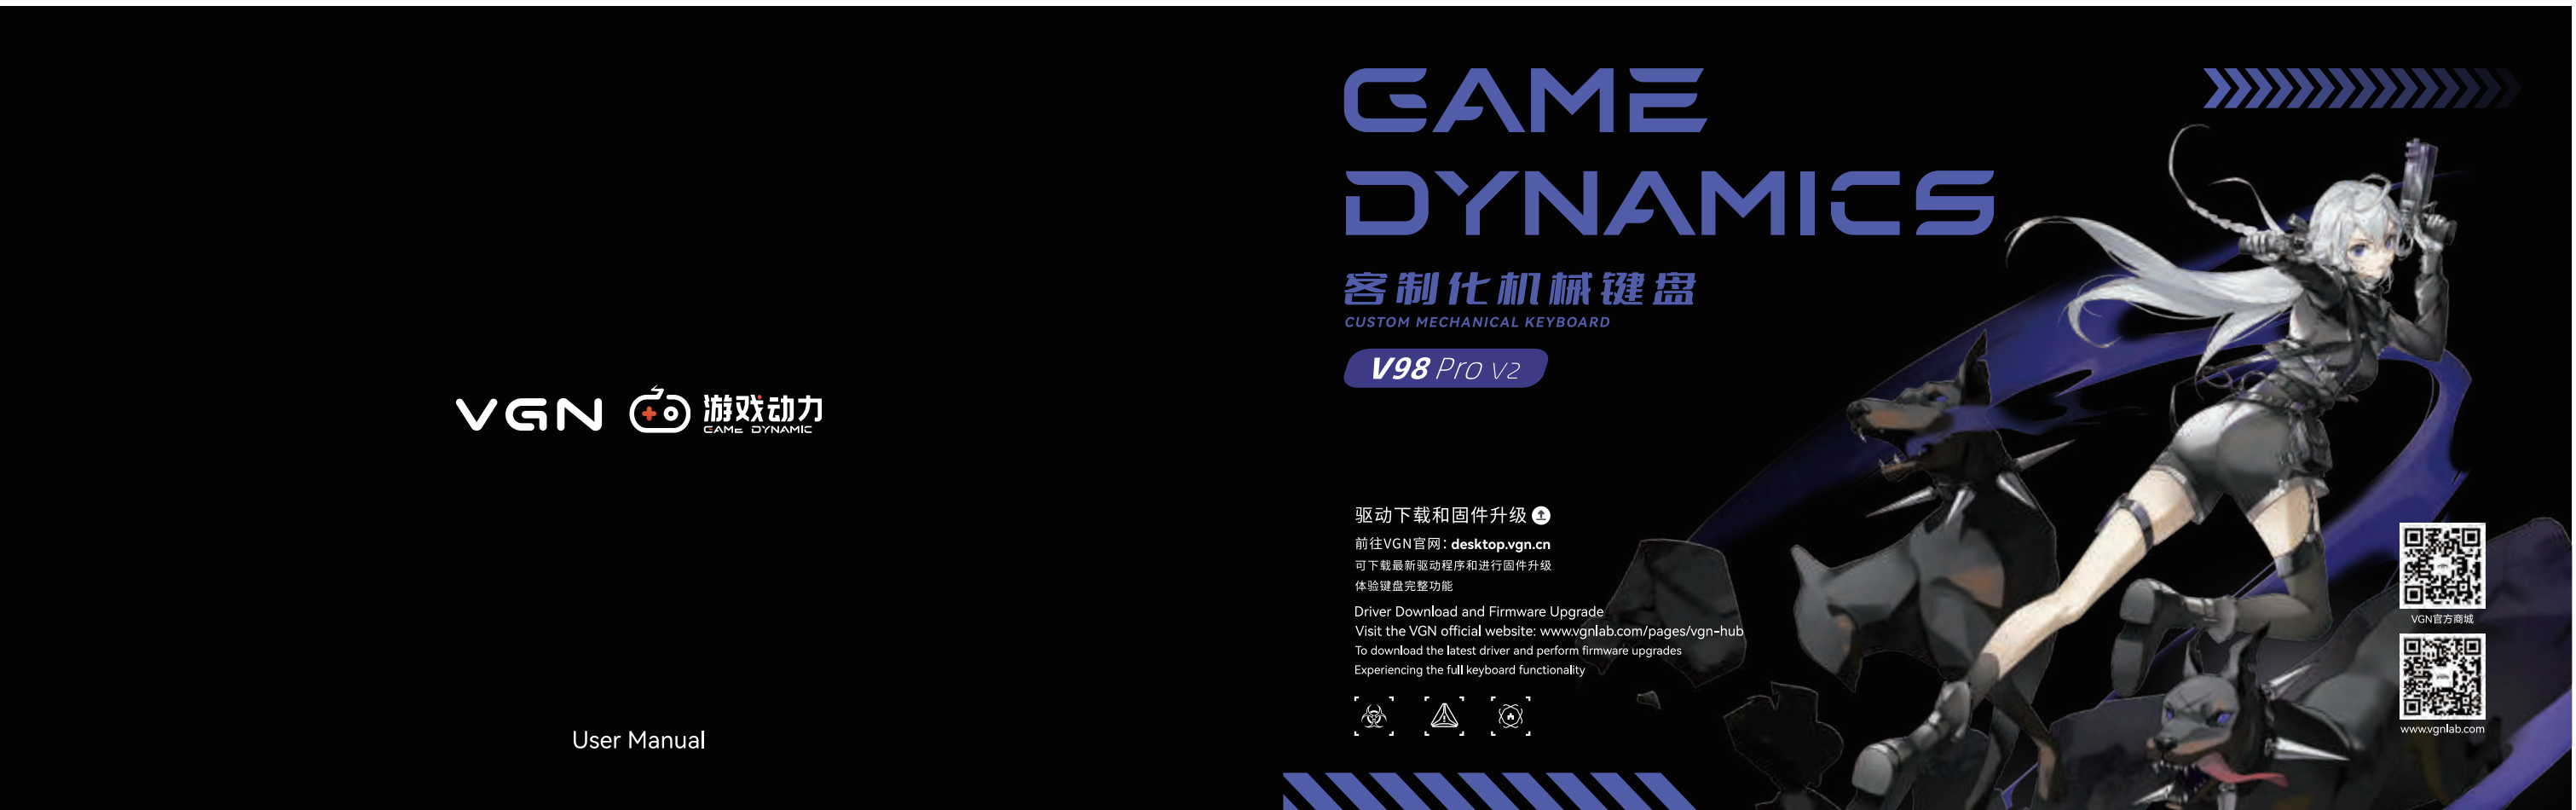 VGN
游戏动力
GAME DYNAMIC
User Manual
GAME
DYNAMICS
客制化机械键盘
CUSTOM MECHANICAL KEYBOARD
V98 Pro V2
驱动下载和固件升级
前往VGN官网：desktop.vgn.cn
可下载最新驱动程序和进行固件升级
体验键盘完整功能
Driver Download and Firmware Upgrade
Visit the VGN official website: www.vgnlab.com/pages/vgn-hub
To download the latest driver and perform firmware upgrades
Experiencing the full keyboard functionality
VGN官方商城
www.vgnlab.com